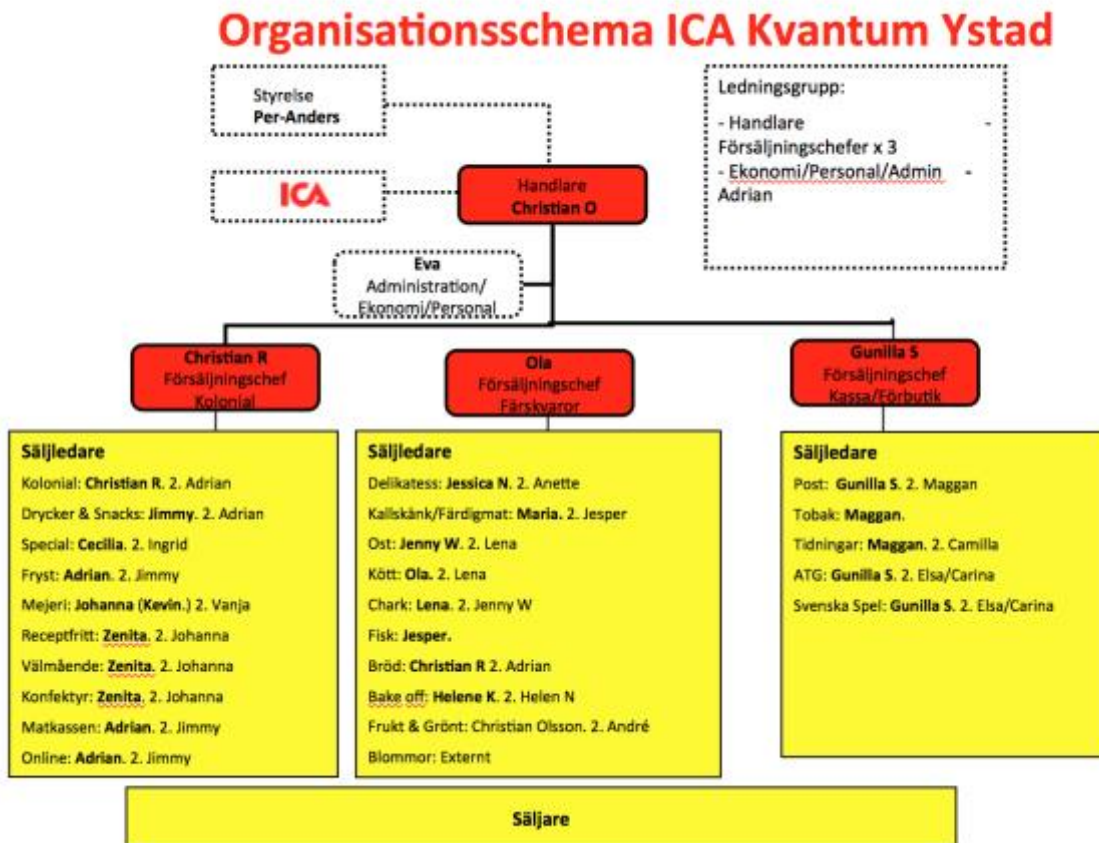 Organisationsschema ICA Kvantum Ystad
Styrelse
Per-Anders
ICA
Handlare
Christian O
Ledningsgrupp:
- Handlare -
Försäljningschefer x 3
- Ekonomi/Personal/Admin -
Adrian
Eva
Administration/
Ekonomi/Personal
Christian R
Försäljningschef
Kolonial
Säljledare
Kolonial: Christian R. 2. Adrian
Drycker & Snacks: Jimmy. 2. Adrian
Special: Cecilia. 2. Ingrid
Fryst: Adrian. 2. Jimmy
Mejeri: Johanna (Kevin.) 2. Vanja
Receptfritt: Zenita. 2. Johanna
Välmående: Zenita. 2. Johanna
Konfektyr: Zenita. 2. Johanna
Matkassen: Adrian. 2. Jimmy
Online: Adrian. 2. Jimmy
Ola
Försäljningschef
Färskvaror
Säljledare
Delikatess: Jessica N. 2. Anette
Kallskänk/Färdigmat: Maria. 2. Jesper
Ost: Jenny W. 2. Lena
Kött: Ola. 2. Lena
Chark: Lena. 2. Jenny W
Fisk: Jesper.
Bröd: Christian R 2. Adrian
Bake off: Helene K. 2. Helen N
Frukt & Grönt: Christian Olsson. 2. André
Blommor: Externt
Gunilla S
Försäljningschef
Kassa/Förbutik
Säljledare
Post: Gunilla S. 2. Maggan
Tobak: Maggan.
Tidningar: Maggan. 2. Camilla
ATG: Gunilla S. 2. Elsa/Carina
Svenska Spel: Gunilla S. 2. Elsa/Carina
Säljare